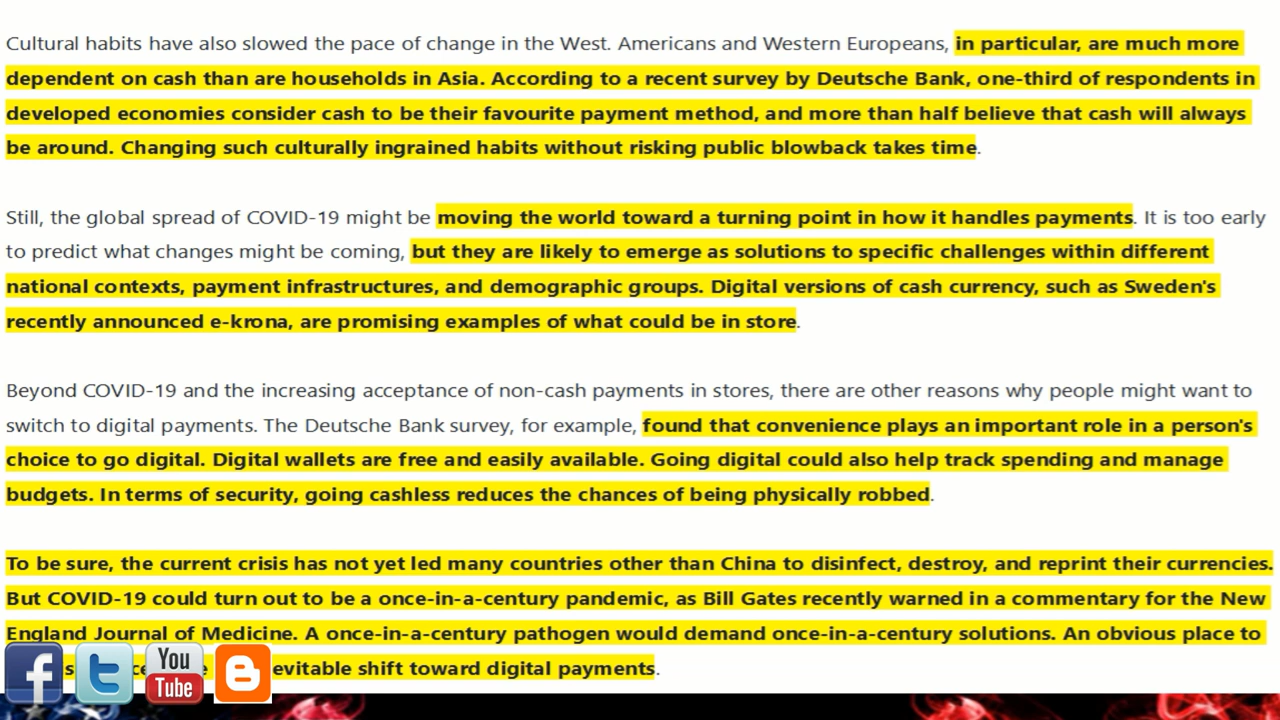 Cultural habits have also slowed the pace of change in the West. Americans and Western Europeans, in particular, are much more
dependent on cash than are households in Asia. According to a recent survey by Deutsche Bank, one-third of respondents in
developed economies consider cash to be their favourite payment method, and more than half believe that cash will always
be around. Changing such culturally ingrained habits without risking public blowback takes time.
Still, the global spread of COVID-19 might be moving the world toward a turning point in how it handles payments. It is too early
to predict what changes might be coming, but they are likely to emerge as solutions to specific challenges within different
national contexts, payment infrastructures, and demographic groups. Digital versions of cash currency, such as Sweden's
recently announced e-krona, are promising examples of what could be in store.
Beyond COVID-19 and the increasing acceptance of non-cash payments in stores, there are other reasons why people might want to
switch to digital payments. The Deutsche Bank survey, for example, found that convenience plays an important role in a person's
choice to go digital. Digital wallets are free and easily available. Going digital could also help track spending and manage
budgets. In terms of security, going cashless reduces the chances of being physically robbed.
To be sure, the current crisis has not yet led many countries other than China to disinfect, destroy, and reprint their currencies.
But COVID-19 could turn out to be a once-in-a-century pandemic, as Bill Gates recently warned in a commentary for the New
England Journal of Medicine. A once-in-a-century pathogen would demand once-in-a-century solutions. An obvious place to
evitable shift toward digital payments.
f t You Tube B